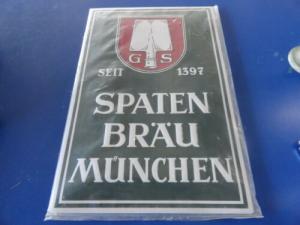 G S
SEIT 1397
SPATEN
BRÄU
MÜNCHEN